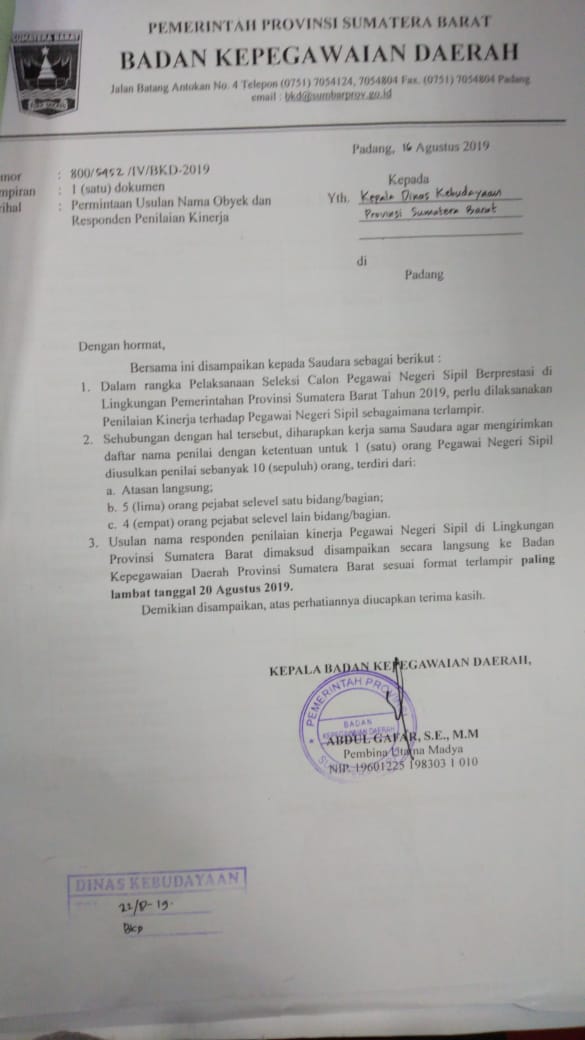 PEMERINTAH PROVINSI SUMATERA BARAT
BADAN KEPEGAWAIAN DAERAH
Jalan Batang Antokan No. 4 Telepon (0751) 7054124, 7054804 Fax. (0751) 7054804 Padang
email : bkd@sumbarprov.go.id
SUMATERA BARAT
Padang, 16 Agustus 2019
mor : 800/5952/IV/BKD-2019
mpiran : 1 (satu) dokumen
rihal : Permintaan Usulan Nama Obyek dan
Responden Penilaian Kinerja
Kepada
Yth. Kepala Dinas Kebudayaan
Provinsi Sumatera Barat
di
Padang
Dengan hormat,
Bersama ini disampaikan kepada Saudara sebagai berikut :
1. Dalam rangka Pelaksanaan Seleksi Calon Pegawai Negeri Sipil Berprestasi di
Lingkungan Pemerintahan Provinsi Sumatera Barat Tahun 2019, perlu dilaksanakan
Penilaian Kinerja terhadap Pegawai Negeri Sipil sebagaimana terlampir.
2. Sehubungan dengan hal tersebut, diharapkan kerja sama Saudara agar mengirimkan
daftar nama penilai dengan ketentuan untuk 1 (satu) orang Pegawai Negeri Sipil
diusulkan penilai sebanyak 10 (sepuluh) orang, terdiri dari:
a. Atasan langsung;
b. 5 (lima) orang pejabat selevel satu bidang/bagian;
c. 4 (empat) orang pejabat selevel lain bidang/bagian.
3. Usulan nama responden penilaian kinerja Pegawai Negeri Sipil di Lingkungan
Provinsi Sumatera Barat dimaksud disampaikan secara langsung ke Badan
Kepegawaian Daerah Provinsi Sumatera Barat sesuai format terlampir paling
lambat tanggal 20 Agustus 2019.
Demikian disampaikan, atas perhatiannya diucapkan terima kasih.
KEPALA BADAN KEPEGAWAIAN DAERAH,
PEMERINTAH PROVINSI
BADAN
KEPEGAWAIAN DAERAH
ABDUL GAFAR, S.E., M.M
Pembina Utama Madya
NIP. 19601225 198303 1 010
DINAS KEBUDAYAAN
22/8-19.